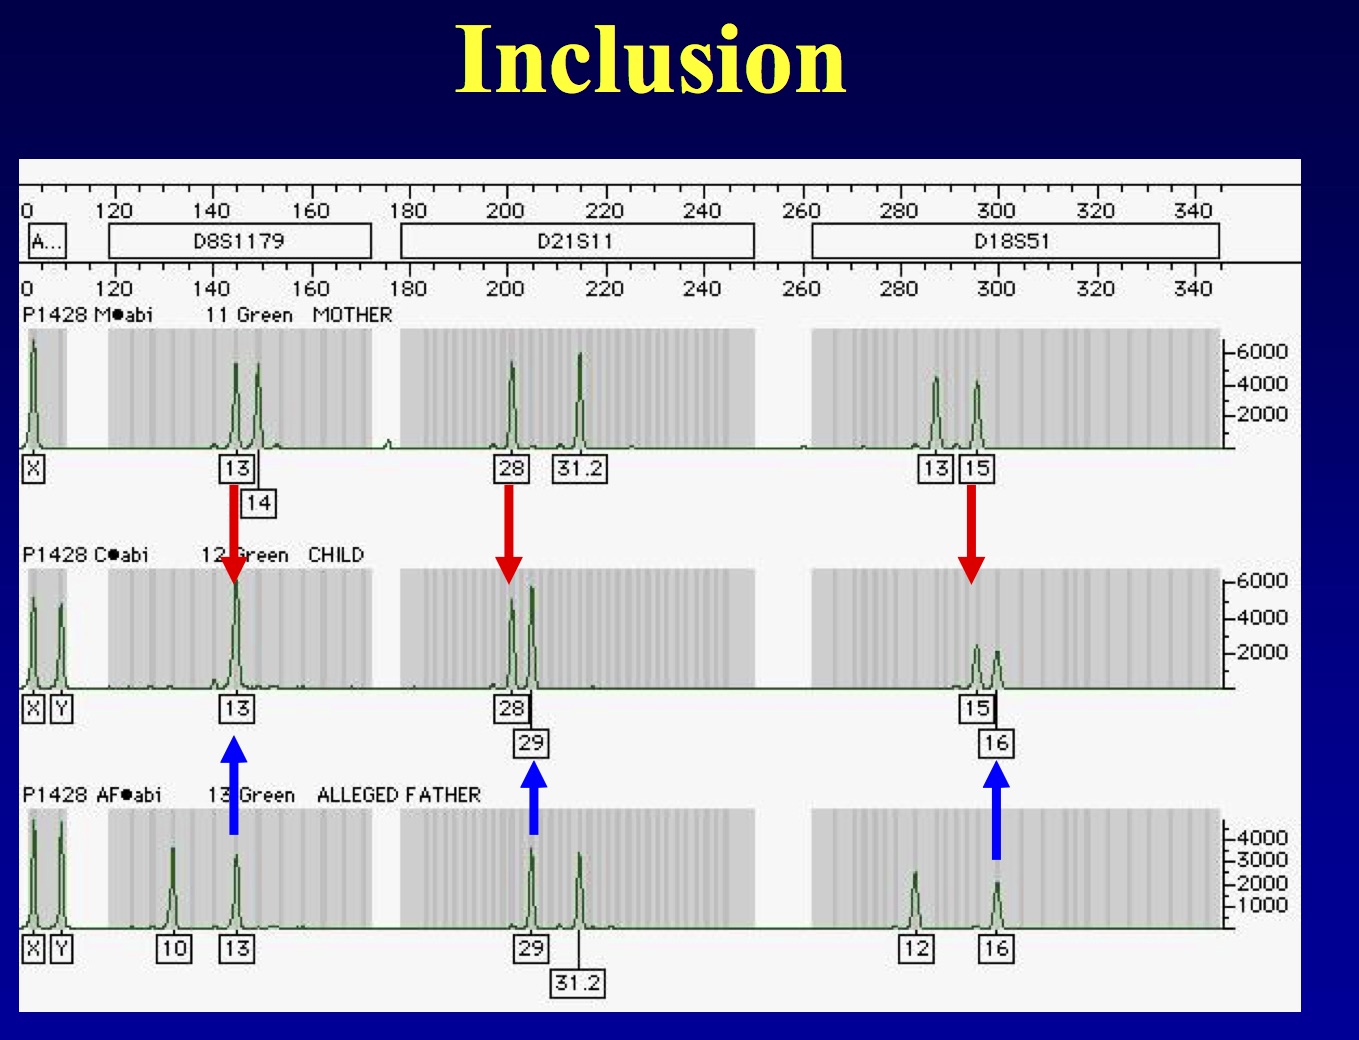 Inclusion
0 120 140 160 180 200 220 240 260 280 300 320 340
A... D8S1179 D21S11 D18S51
0 120 140 160 180 200 220 240 260 280 300 320 340
P1428 M●abi 11 Green MOTHER
6000
4000
2000
X 13 28 31.2 13 15
14
P1428 C●abi 12 Green CHILD
6000
4000
2000
X Y 13 28 15
29 16
P1428 AF●abi 13 Green ALLEGED FATHER
4000
3000
2000
1000
X Y 10 13 29 12 16
31.2